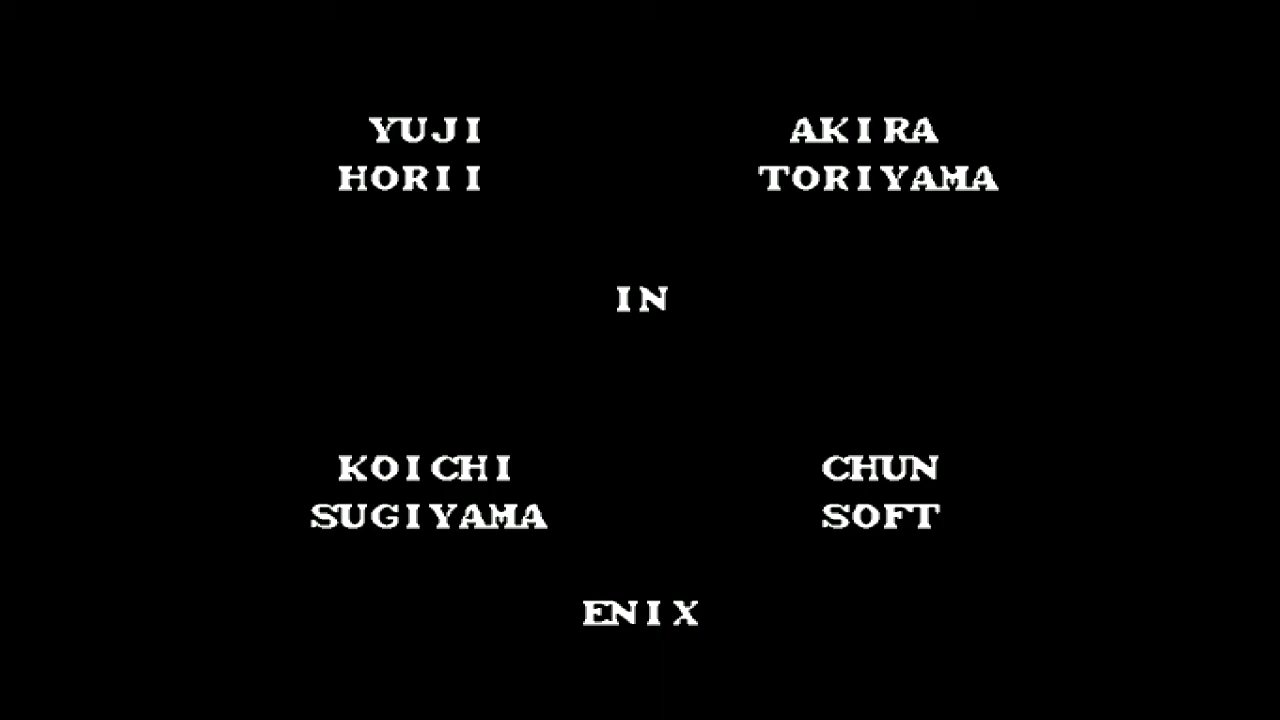 YUJI
HORII
AKIRA
TORIYAMA
IN
KOICHI
SUGIYAMA
CHUN
SOFT
ENIX